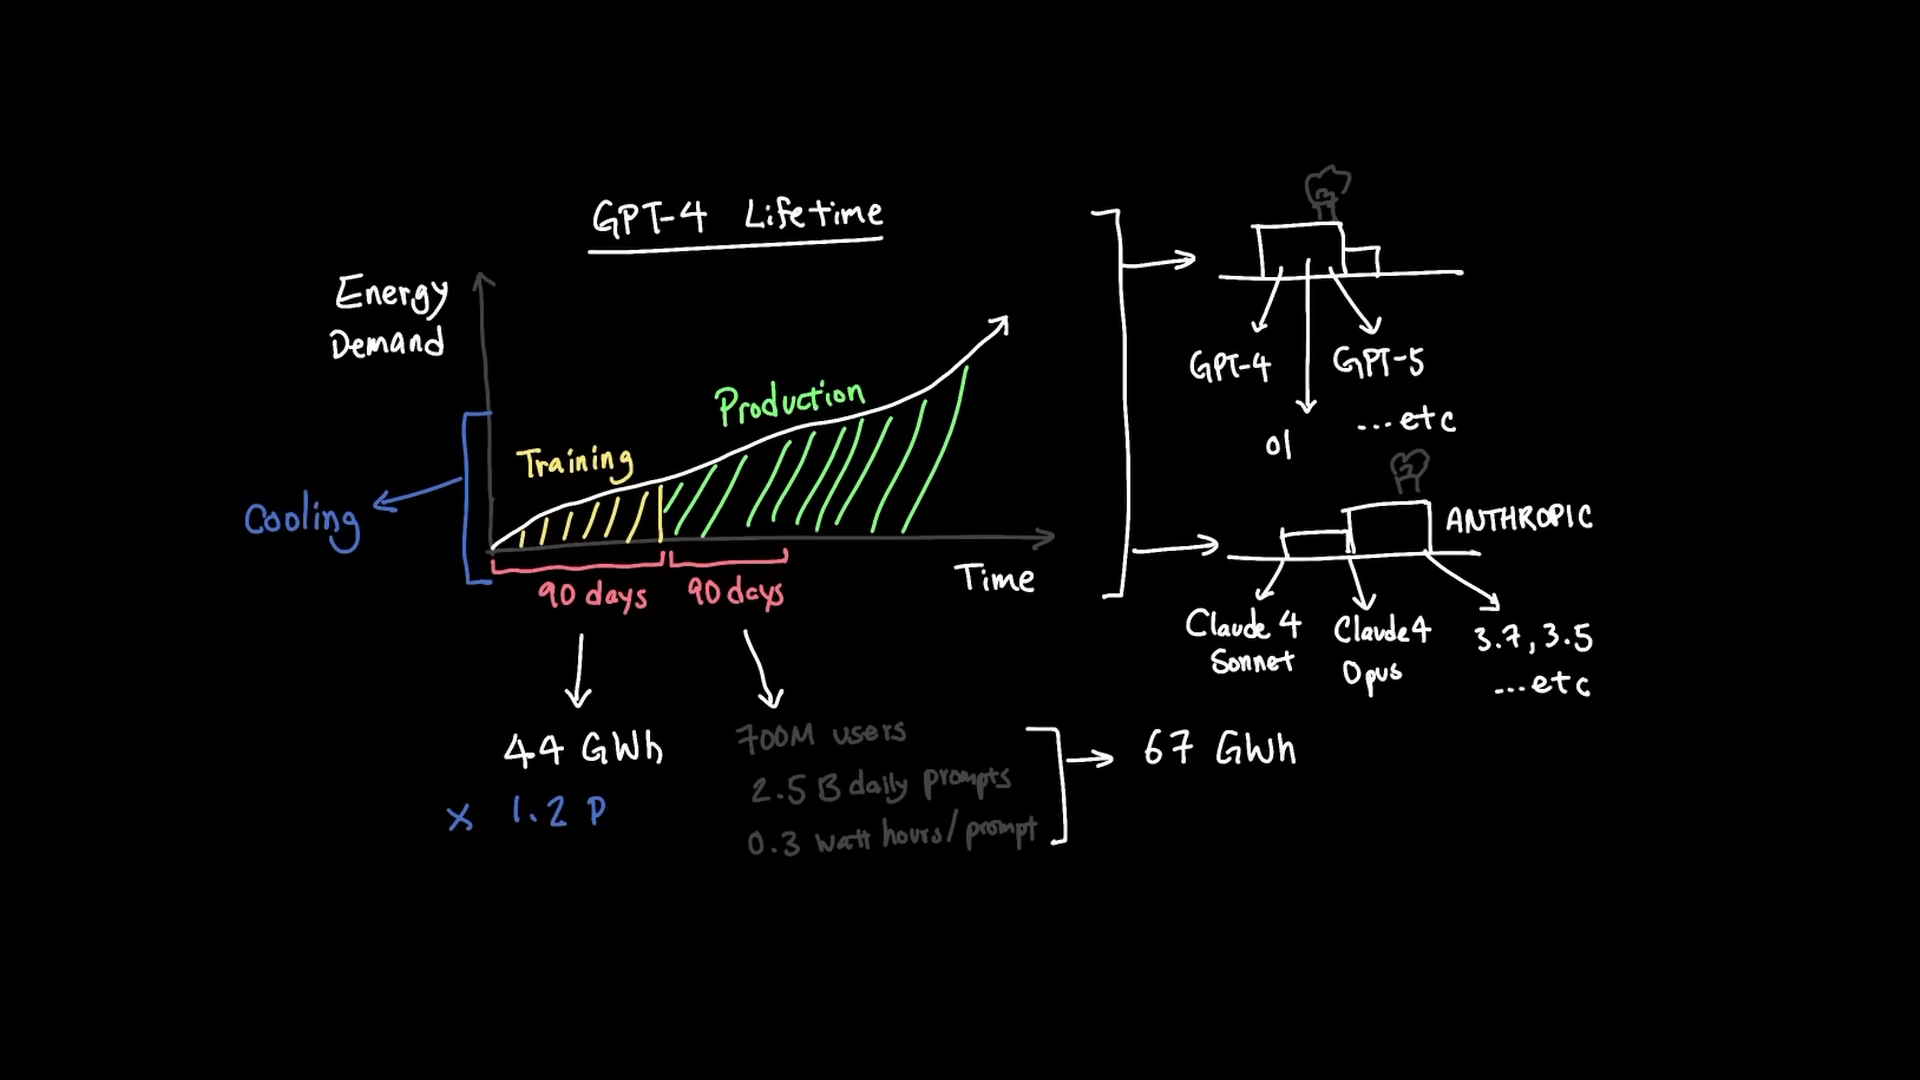 GPT-4 Lifetime
Energy
Demand
Cooling
Training
Production
90 days
90 days
Time
44 GWh
x 1.2 P
700M users
2.5 B daily prompts
0.3 watt hours/prompt
67 GWh
GPT-4
o1
GPT-5
...etc
ANTHROPIC
Claude 4
Sonnet
Claude 4
Opus
3.7, 3.5
...etc